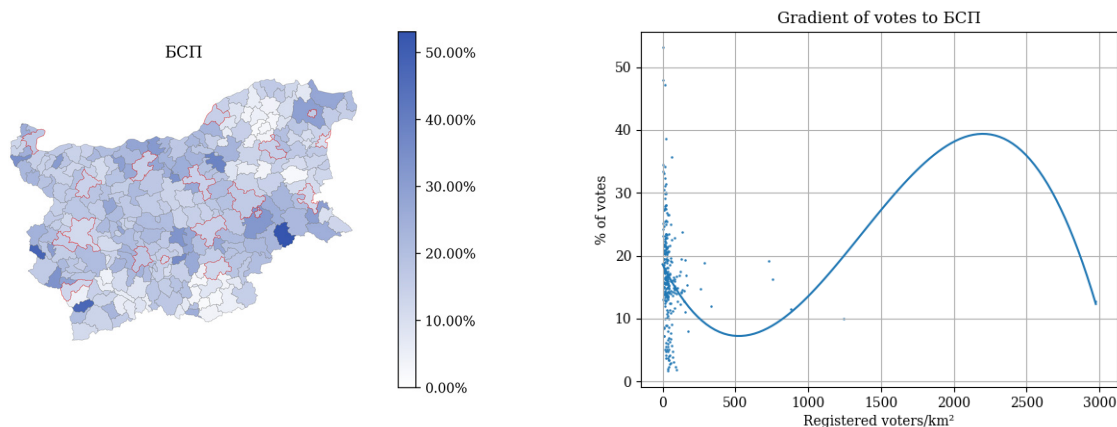 БСП
50.00%
40.00%
30.00%
20.00%
10.00%
0.00%
Gradient of votes to БСП
% of votes
50
40
30
20
10
0
0 500 1000 1500 2000 2500 3000
Registered voters/km²